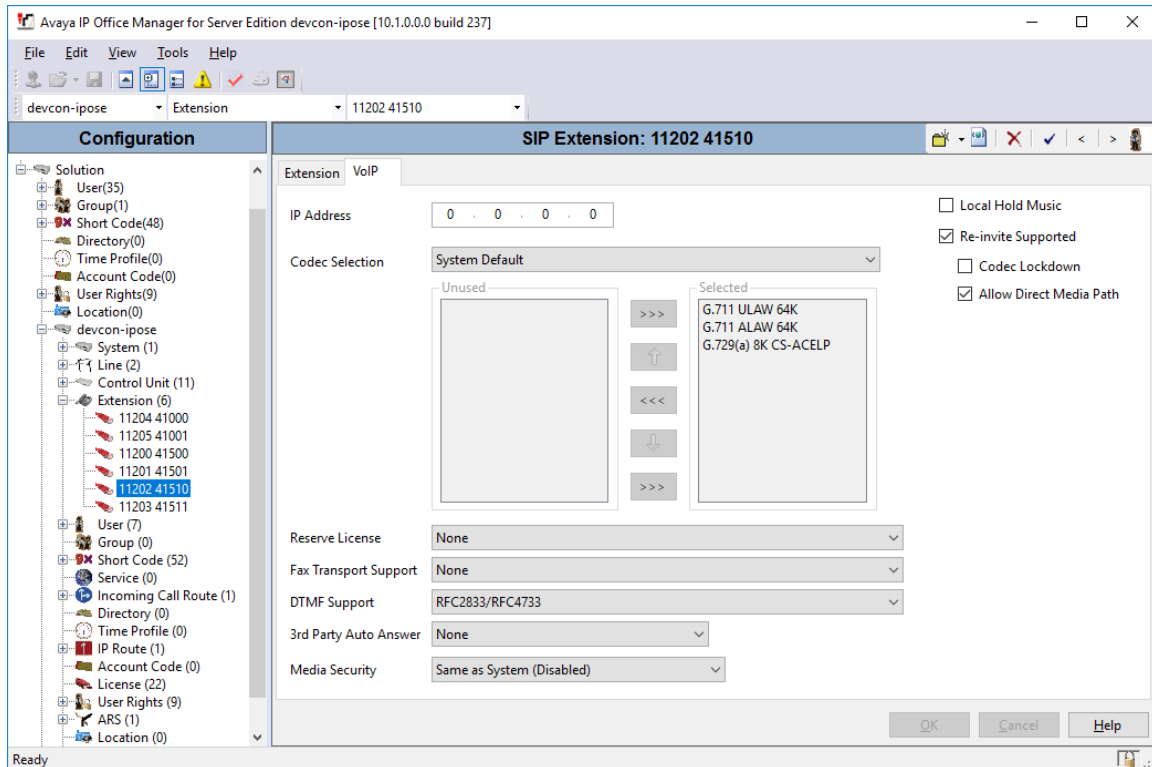 Avaya IP Office Manager for Server Edition devcon-ipose [10.1.0.0.0 build 237]
File Edit View Tools Help
devcon-ipose Extension 11202 41510
Configuration
Solution
User(35)
Group(1)
Short Code(48)
Directory(0)
Time Profile(0)
Account Code(0)
User Rights(9)
Location(0)
devcon-ipose
System (1)
Line (2)
Control Unit (11)
Extension (6)
11204 41000
11205 41001
11200 41500
11201 41501
11202 41510
11203 41511
User (7)
Group (0)
Short Code (52)
Service (0)
Incoming Call Route (1)
Directory (0)
Time Profile (0)
IP Route (1)
Account Code (0)
License (22)
User Rights (9)
ARS (1)
Location (0)
SIP Extension: 11202 41510
Extension VoIP
IP Address 0 . 0 . 0 . 0
Codec Selection System Default
Unused
>>>
<<<
>>>
Selected
G.711 ULAW 64K
G.711 ALAW 64K
G.729(a) 8K CS-ACELP
Local Hold Music
Re-invite Supported
Codec Lockdown
Allow Direct Media Path
Reserve License None
Fax Transport Support None
DTMF Support RFC2833/RFC4733
3rd Party Auto Answer None
Media Security Same as System (Disabled)
OK Cancel Help
Ready